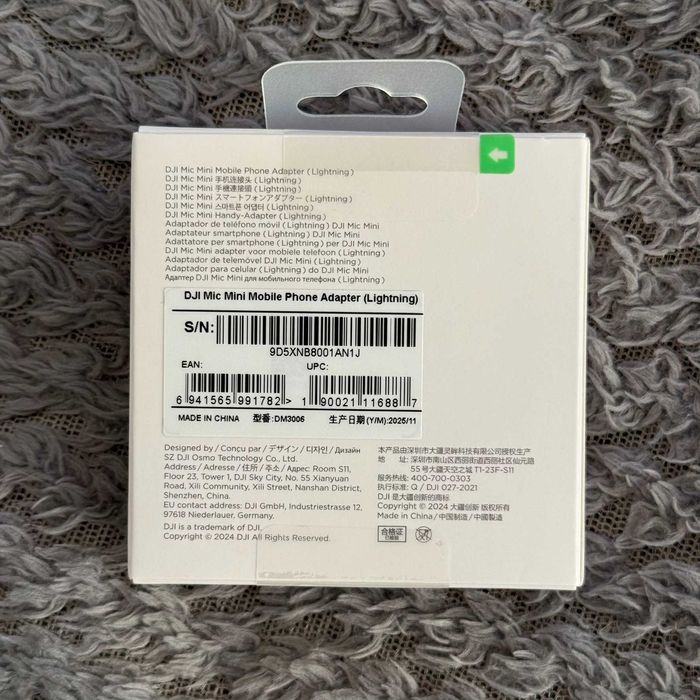 DJI Mic Mini Mobile Phone Adapter (Lightning)
DJI Mic Mini 手机连接头 (Lightning)
DJI Mic Mini 手機連接頭 (Lightning)
DJI Mic Mini スマートフォンアダプター (Lightning)
DJI Mic Mini 스마트폰 어댑터 (Lightning)
DJI Mic Mini Handy-Adapter (Lightning)
Adaptador de teléfono móvil (Lightning) DJI Mic Mini
Adaptateur smartphone (Lightning) DJI Mic Mini
Adattatore per smartphone (Lightning) per DJI Mic Mini
DJI Mic Mini adapter voor mobiele telefoon (Lightning)
Adaptador de telemóvel DJI Mic Mini (Lightning)
Adaptador para celular (Lightning) do DJI Mic Mini
Адаптер DJI Mic Mini для мобильного телефона (Lightning)
DJI Mic Mini Mobile Phone Adapter (Lightning)
S/N:
9D5XNB8001AN1J
EAN: UPC:
6 941565 991782 > 1 90021 11688 7
MADE IN CHINA 型番:DM3006 生产日期(Y/M):2025/11
Designed by / Conçu par / デザイン / 디자인 / Дизайн
SZ DJI Osmo Technology Co., Ltd.
Address / Adresse / 住所 / 주소 / Адрес: Room S11,
Floor 23, Tower 1, DJI Sky City, No. 55 Xianyuan
Road, Xili Community, Xili Street, Nanshan District,
Shenzhen, China.
EU contact address: DJI GmbH, Industriestrasse 12,
97618 Niederlauer, Germany.
DJI is a trademark of DJI.
Copyright © 2024 DJI All Rights Reserved.
本产品由深圳市大疆灵眸科技有限公司设计
地 址: 深圳市南山区西丽街道西丽社区仙元路
55 号大疆天空之城 T1-23F-S11
服务热线: 400-700-0303
执行标准: Q / DJI 027-2021
DJI 是大疆创新的商标
Copyright © 2024 大疆创新 版权所有
Made in China / 中国制造 / 中國製造
合格证